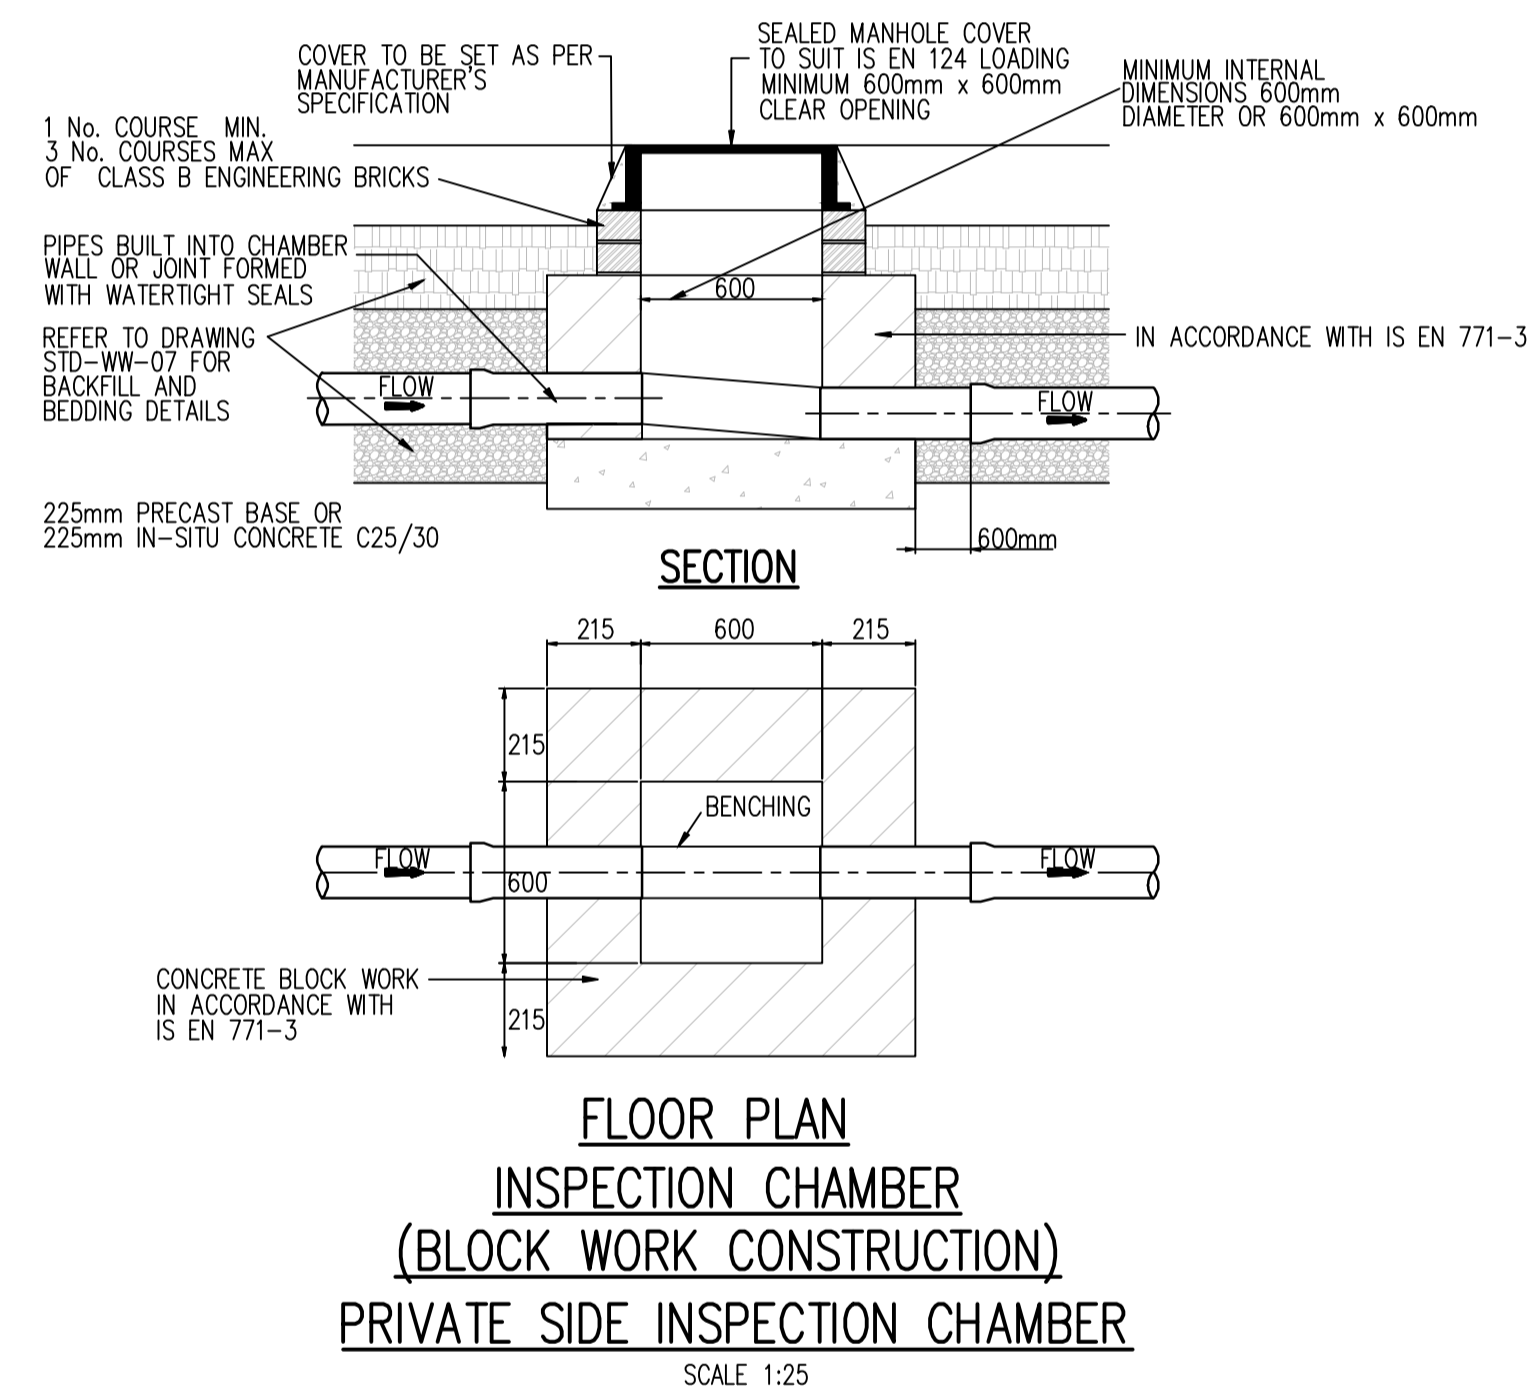 COVER TO BE SET AS PER
MANUFACTURER'S
SPECIFICATION
SEALED MANHOLE COVER
TO SUIT IS EN 124 LOADING
MINIMUM 600mm x 600mm
CLEAR OPENING
MINIMUM INTERNAL
DIMENSIONS 600mm
DIAMETER OR 600mm x 600mm
1 No. COURSE MIN.
3 No. COURSES MAX
OF CLASS B ENGINEERING BRICKS
PIPES BUILT INTO CHAMBER
WALL OR JOINT FORMED
WITH WATERTIGHT SEALS
600
REFER TO DRAWING
STD-WW-07 FOR
BACKFILL AND
BEDDING DETAILS
IN ACCORDANCE WITH IS EN 771-3
FLOW
FLOW
225mm PRECAST BASE OR
225mm IN-SITU CONCRETE C25/30
600mm
SECTION
215
600
215
215
BENCHING
FLOW
FLOW
600
CONCRETE BLOCK WORK
IN ACCORDANCE WITH
IS EN 771-3
215
FLOOR PLAN
INSPECTION CHAMBER
(BLOCK WORK CONSTRUCTION)
PRIVATE SIDE INSPECTION CHAMBER
SCALE 1:25